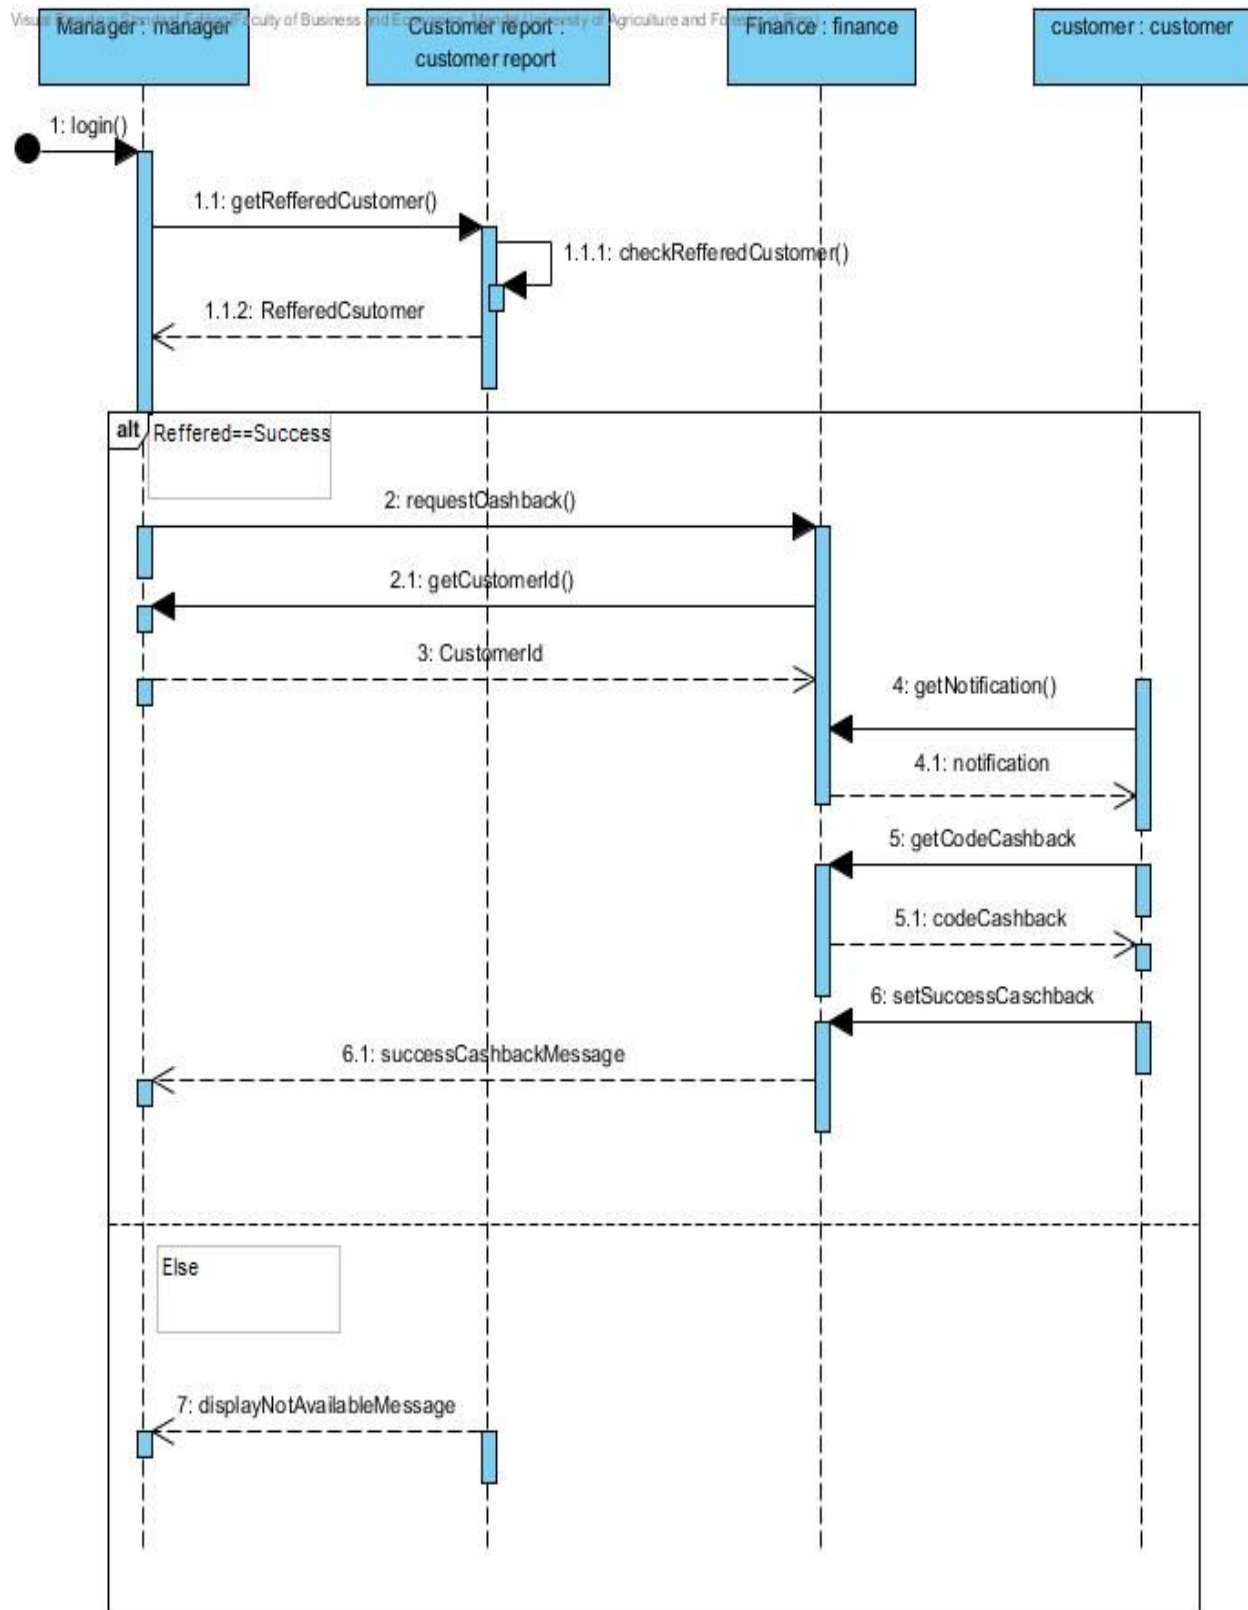 Manager : manager
Customer report :
customer report
Finance : finance
customer : customer
1: login()
1.1: getRefferedCustomer()
1.1.1: checkRefferedCustomer()
1.1.2: RefferedCsutomer
alt
Reffered==Success
2: requestCashback()
2.1: getCustomerId()
3: CustomerId
4: getNotification()
4.1: notification
5: getCodeCashback
5.1: codeCashback
6: setSuccessCaschback
6.1: successCashbackMessage
Else
7: displayNotAvailableMessage